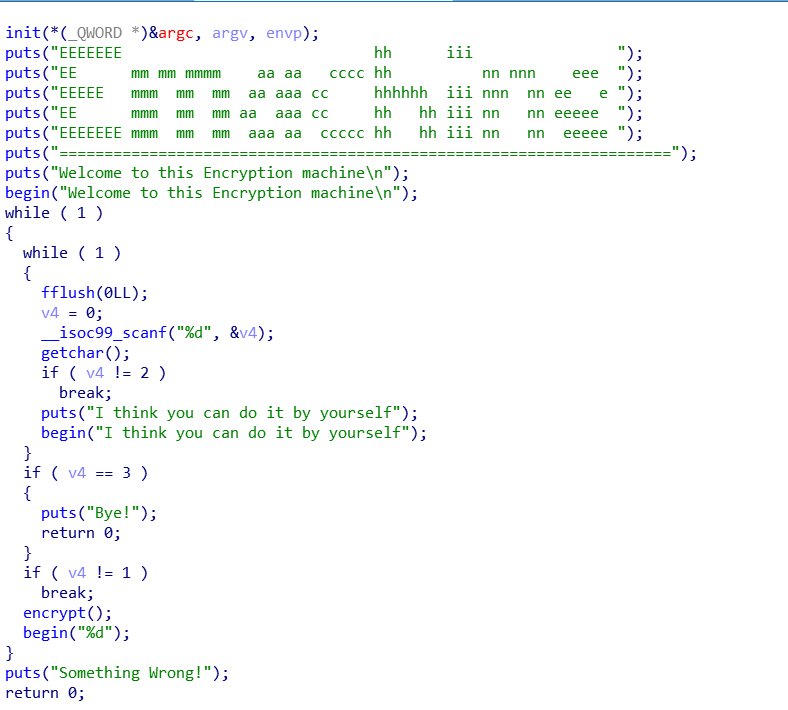 init(*(_QWORD *)&argc, argv, envp);
puts("EEEEEEE                            hh      iii                \");
puts("EE      mm mm mmmm    aa aa   cccc hh          nn nnn    eee  \");
puts("EEEEE   mmm  mm  mm  aa aaa cc     hhhhhh  iii nnn  nn ee   e \");
puts("EE      mmm  mm  mm aa  aaa cc     hh   hh iii nn   nn eeeee  \");
puts("EEEEEEE mmm  mm  mm  aaa aa  ccccc hh   hh iii nn   nn  eeeee \");
puts("====================================================================");
puts("Welcome to this Encryption machine\n");
begin("Welcome to this Encryption machine\n");
while ( 1 )
{
  while ( 1 )
  {
    fflush(0LL);
    v4 = 0;
    __isoc99_scanf("%d", &v4);
    getchar();
    if ( v4 != 2 )
      break;
    puts("I think you can do it by yourself");
    begin("I think you can do it by yourself");
  }
  if ( v4 == 3 )
  {
    puts("Bye!");
    return 0;
  }
  if ( v4 != 1 )
    break;
  encrypt();
  begin("%d");
}
puts("Something Wrong!");
return 0;